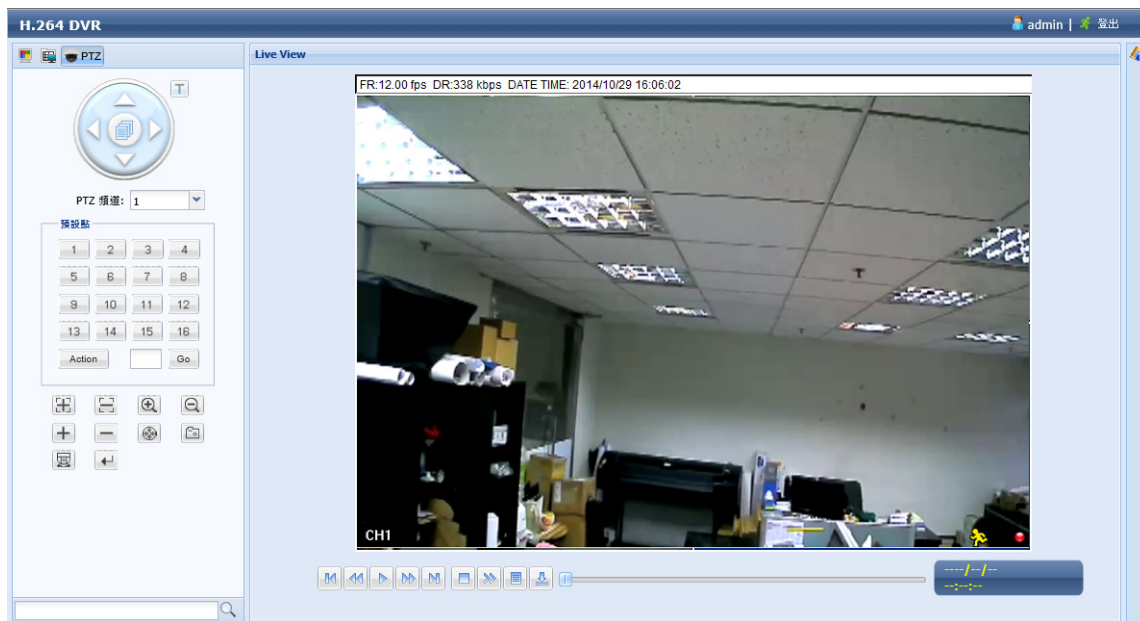 H.264 DVR
admin | 登出
PTZ
Live View
T
FR:12.00 fps DR:338 kbps DATE TIME: 2014/10/29 16:06:02
PTZ 頻道: 1
預設點
1 2 3 4
5 6 7 8
9 10 11 12
13 14 15 16
Action Go
CH1
----/--/--
--:--:--